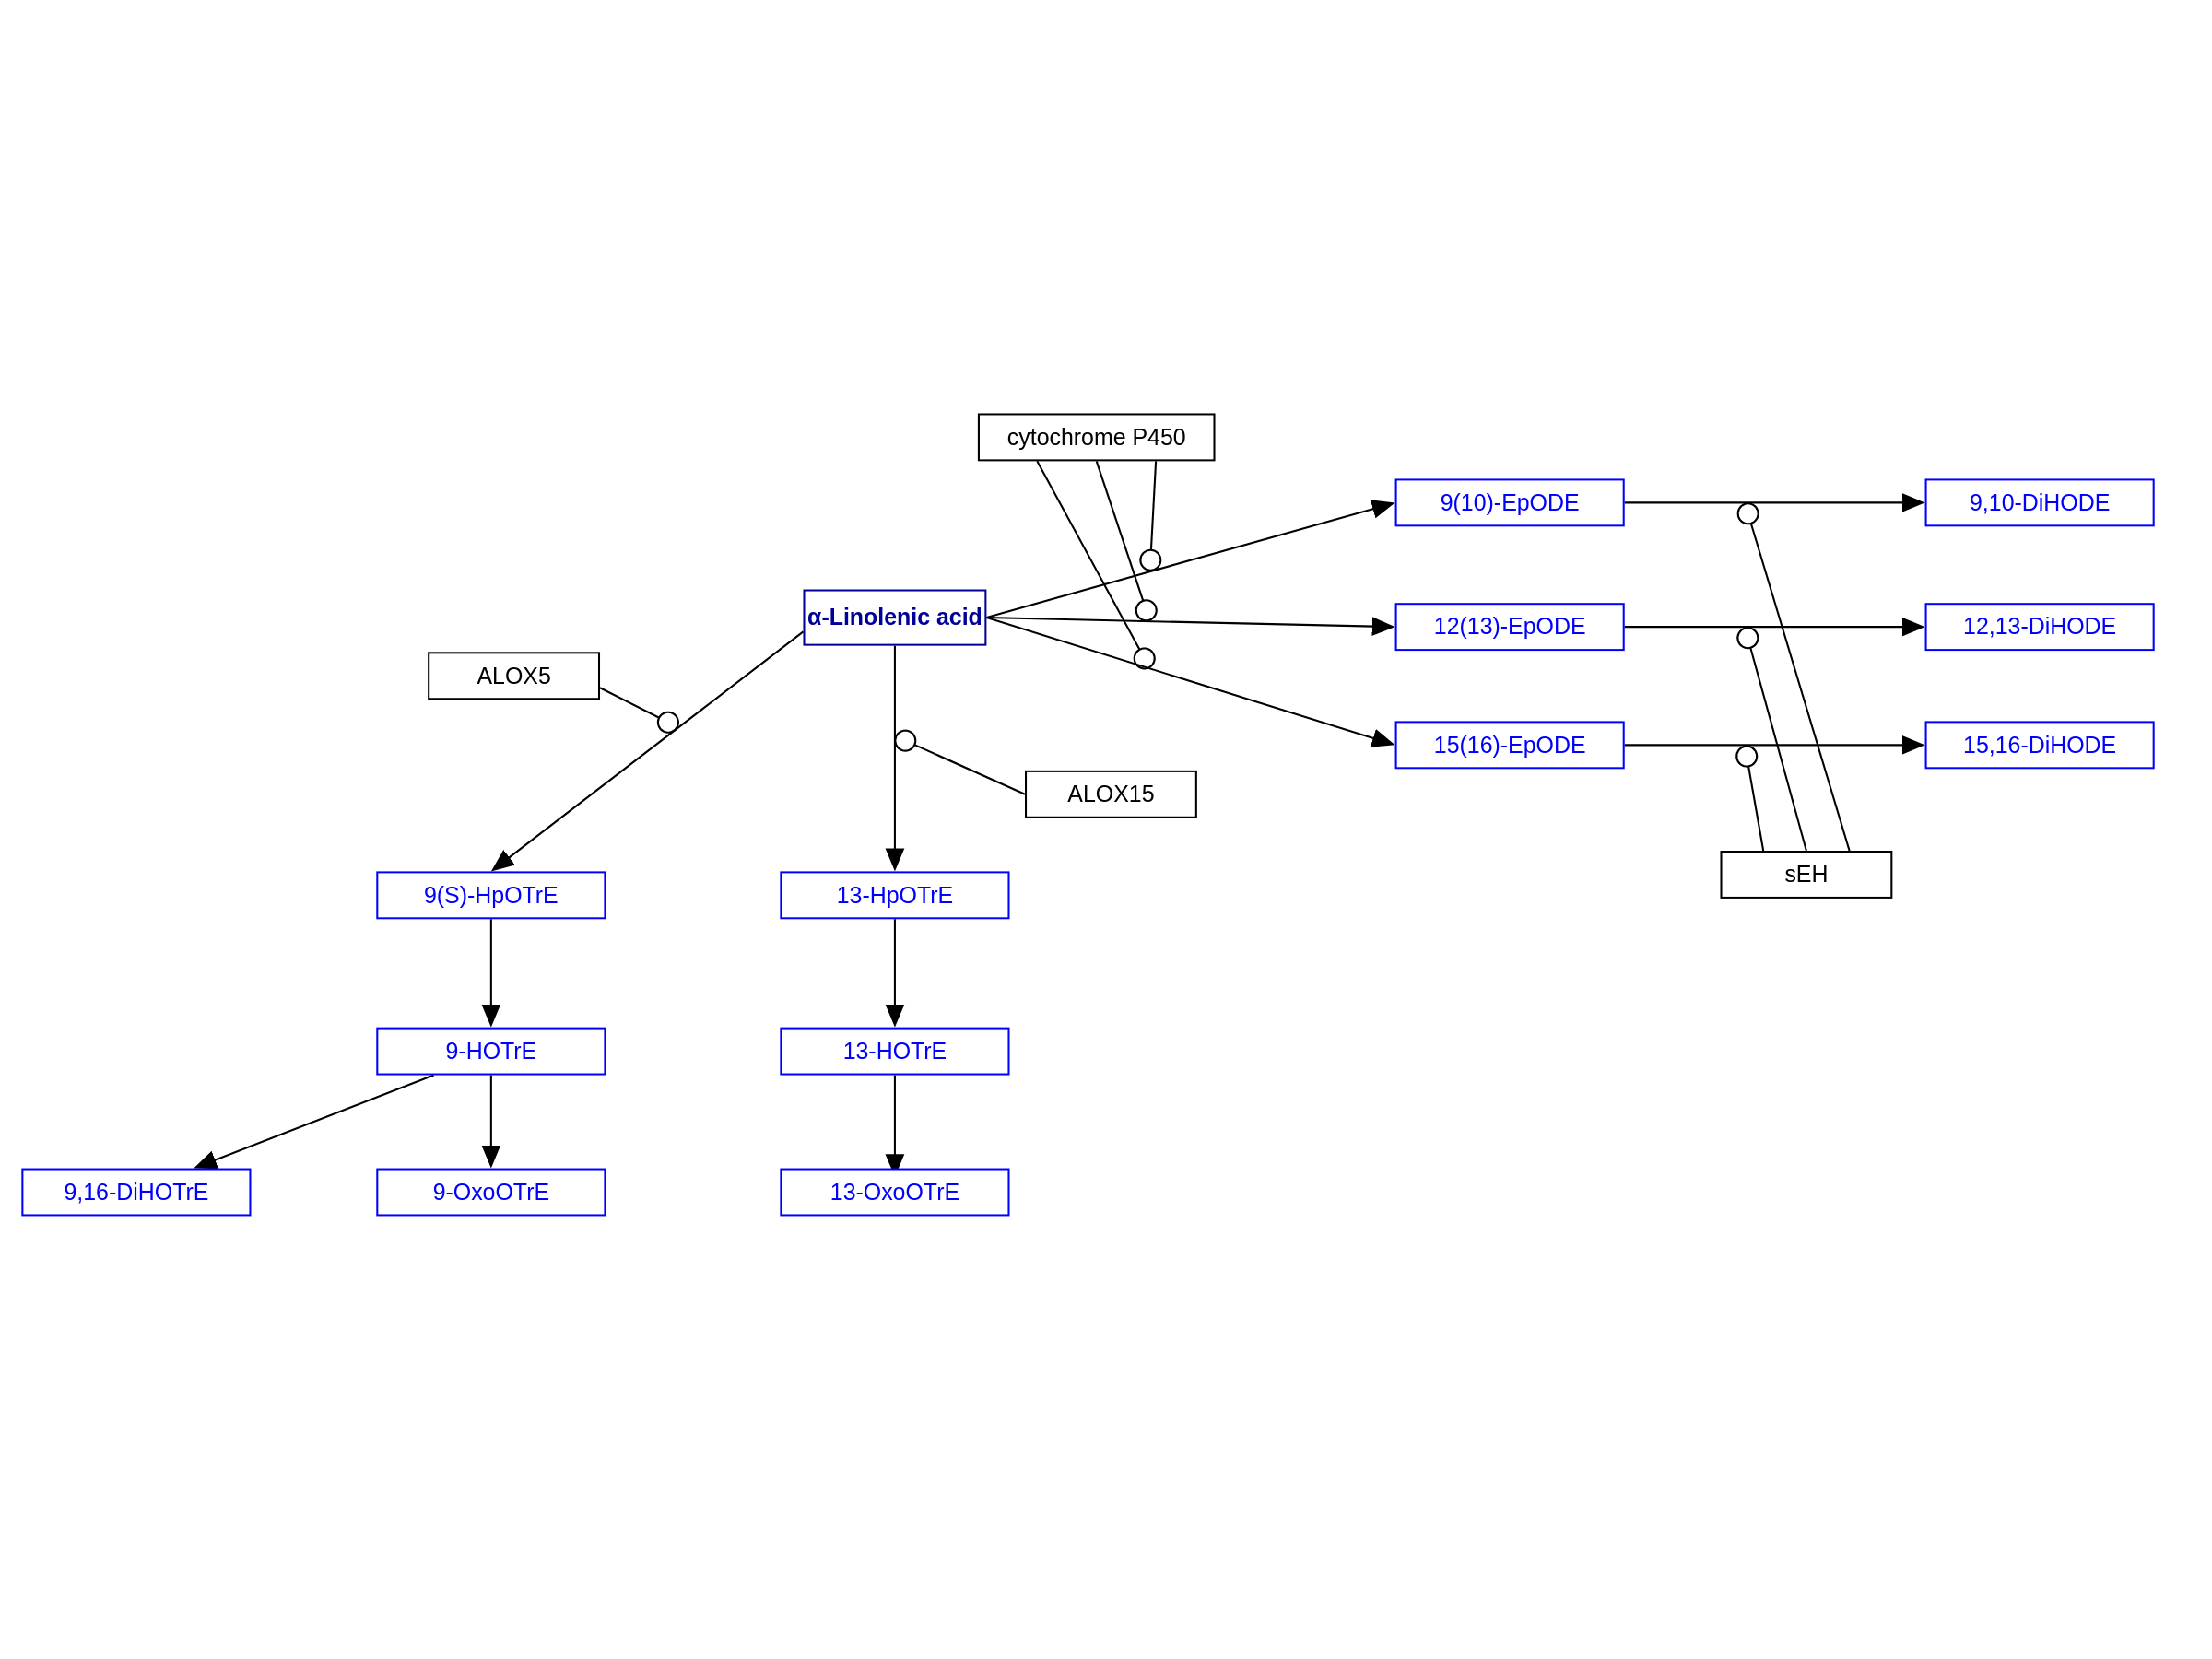 cytochrome P450
9(10)-EpODE
9,10-DiHODE
α-Linolenic acid
12(13)-EpODE
12,13-DiHODE
ALOX5
15(16)-EpODE
15,16-DiHODE
ALOX15
sEH
9(S)-HpOTrE
13-HpOTrE
9-HOTrE
13-HOTrE
9,16-DiHOTrE
9-OxoOTrE
13-OxoOTrE